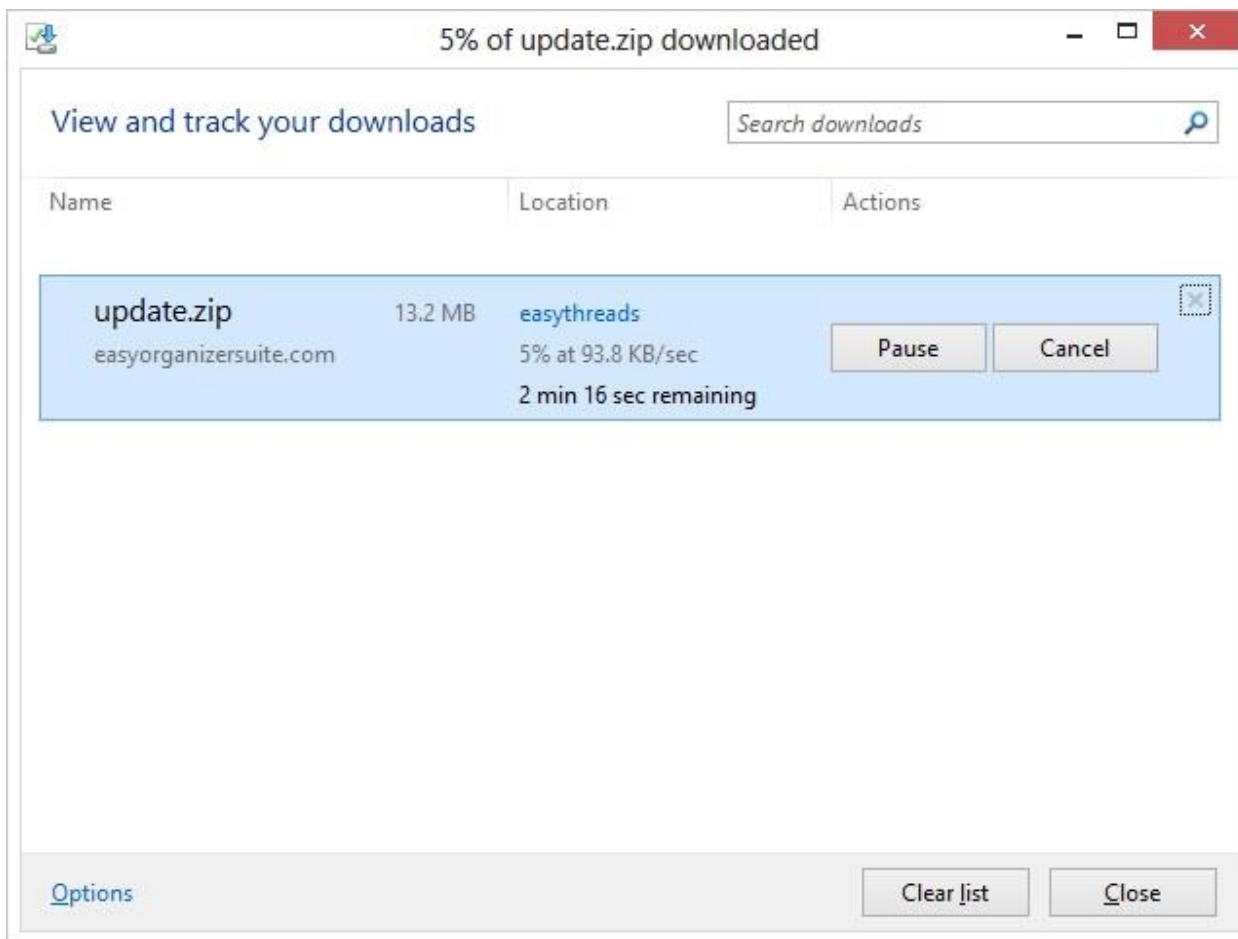 5% of update.zip downloaded
View and track your downloads
Search downloads
Name Location Actions
update.zip 13.2 MB easythreads
easyorganizersuite.com 5% at 93.8 KB/sec Pause Cancel
2 min 16 sec remaining
Options Clear list Close